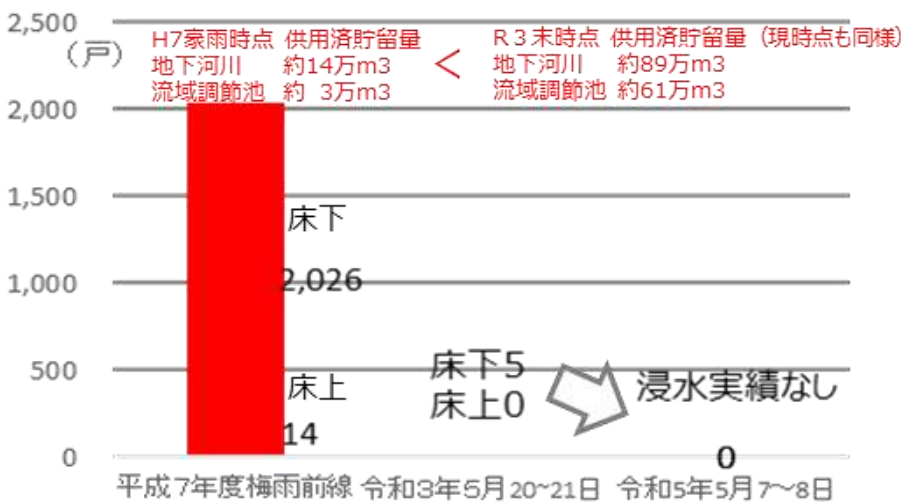 2,500
(戸)
H7豪雨時点 供用済貯留量
地下河川 約14万m3
流域調節池 約 3万m3
<
R3末時点 供用済貯留量 (現時点も同様)
地下河川 約89万m3
流域調節池 約61万m3
2,000
1,500
1,000
500
0
床下
2,026
床上
14
床下5
床上0
浸水実績なし
0
平成7年度梅雨前線 令和3年5月20~21日 令和5年5月7~8日